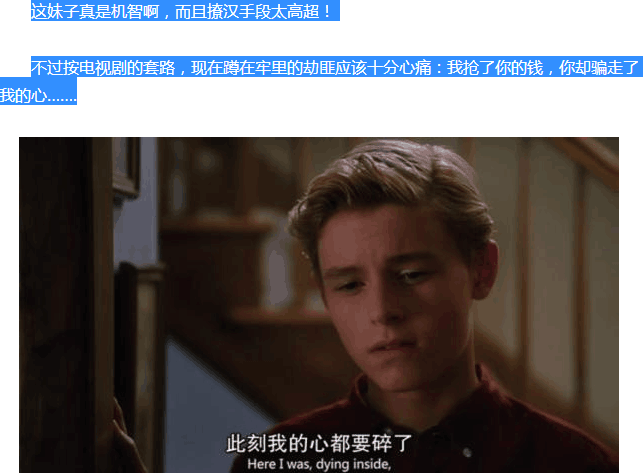 这妹子真是机智啊，而且撩汉手段太高超！
不过按电视剧的套路，现在蹲在牢里的劫匪应该十分心痛：我抢了你的钱，你却骗走了
我的心.......
此刻我的心都要碎了
Here I was, dying inside,